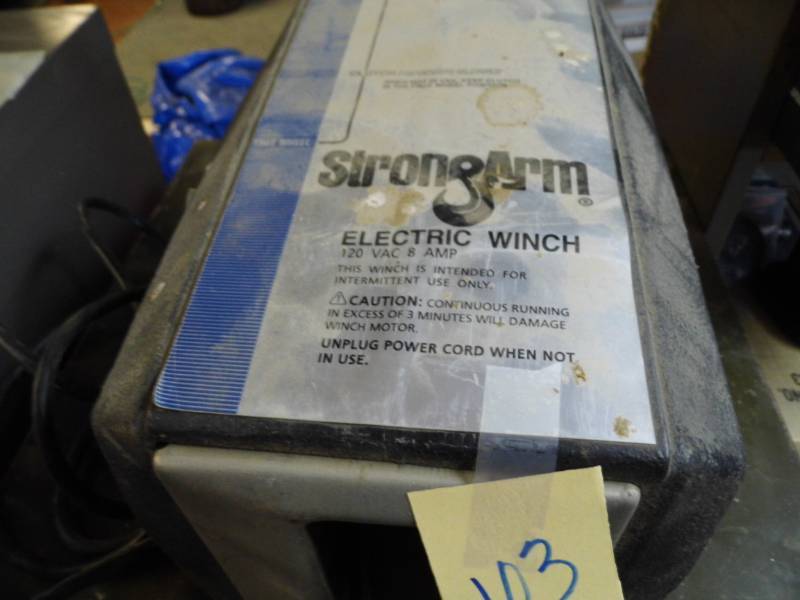 StrongArm®
ELECTRIC WINCH
120 VAC 8 AMP
THIS WINCH IS INTENDED FOR
INTERMITTENT USE ONLY.
⚠CAUTION: CONTINUOUS RUNNING
IN EXCESS OF 3 MINUTES WILL DAMAGE
WINCH MOTOR.
UNPLUG POWER CORD WHEN NOT
IN USE.
103